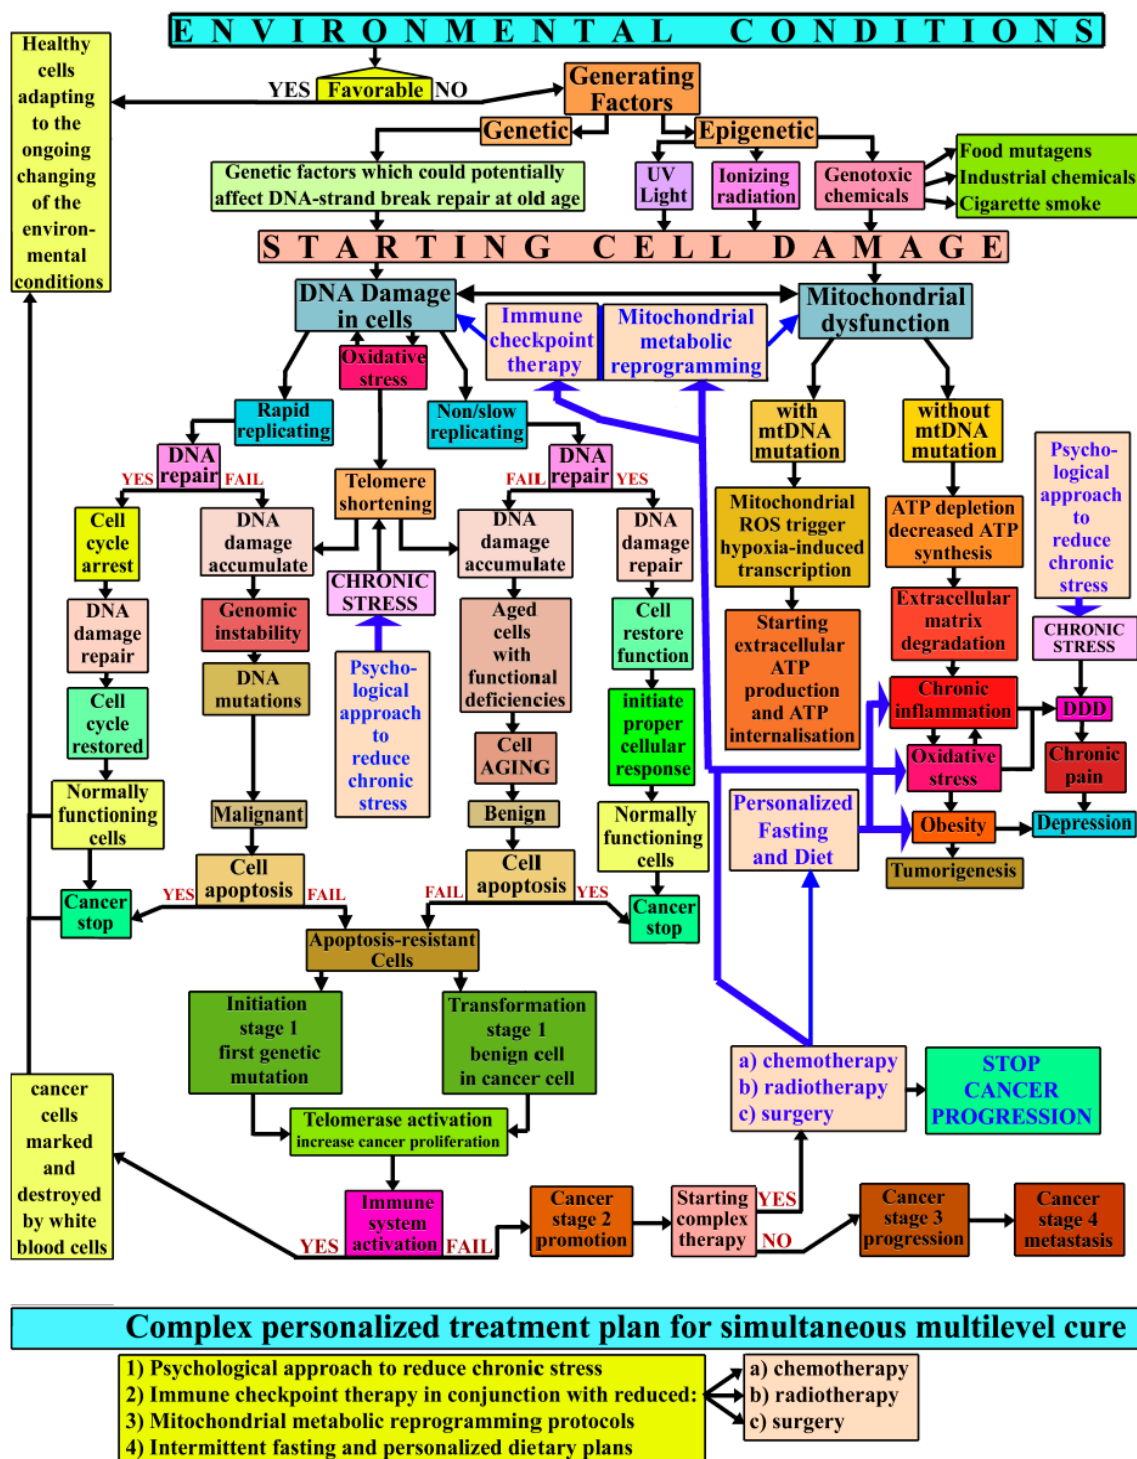 ENVIRONMENTAL CONDITIONS
Healthy
cells
adapting
to the
ongoing
changing
of the
environ-
mental
conditions
YES
Favorable
NO
Generating
Factors
Genetic
Epigenetic
Genetic factors which could potentially
affect DNA-strand break repair at old age
UV
Light
Ionizing
radiation
Genotoxic
chemicals
Food mutagens
Industrial chemicals
Cigarette smoke
STARTING CELL DAMAGE
DNA Damage
in cells
Immune
checkpoint
therapy
Mitochondrial
metabolic
reprogramming
Mitochondrial
dysfunction
Oxidative
stress
Rapid
replicating
Non/slow
replicating
with
mtDNA
mutation
without
mtDNA
mutation
DNA
repair
YES
FAIL
Telomere
shortening
DNA
repair
FAIL
YES
Psycho-
logical
approach
to
reduce
chronic
stress
Cell
cycle
arrest
DNA
damage
accumulate
DNA
damage
accumulate
DNA
damage
repair
Mitochondrial
ROS trigger
hypoxia-induced
transcription
ATP depletion
decreased ATP
synthesis
CHRONIC
STRESS
DNA
damage
repair
Genomic
instability
Aged
cells
with
functional
deficiencies
Cell
restore
function
Starting
extracellular
ATP
production
and ATP
internalisation
Extracellular
matrix
degradation
CHRONIC
STRESS
Psycho-
logical
approach
to
reduce
chronic
stress
DNA
mutations
Cell
cycle
restored
initiate
proper
cellular
response
Chronic
inflammation
DDD
Cell
AGING
Oxidative
stress
Chronic
pain
Normally
functioning
cells
Malignant
Benign
Normally
functioning
cells
Personalized
Fasting
and Diet
Obesity
Depression
Tumorigenesis
Cell
apoptosis
YES
FAIL
Cell
apoptosis
FAIL
YES
Cancer
stop
Cancer
stop
Apoptosis-resistant
Cells
Initiation
stage 1
first genetic
mutation
Transformation
stage 1
benign cell
in cancer cell
a) chemotherapy
b) radiotherapy
c) surgery
STOP
CANCER
PROGRESSION
Telomerase activation
increase cancer proliferation
cancer
cells
marked
and
destroyed
by white
blood cells
Immune
system
activation
YES
FAIL
Cancer
stage 2
promotion
Starting
complex
therapy
YES
NO
Cancer
stage 3
progression
Cancer
stage 4
metastasis
Complex personalized treatment plan for simultaneous multilevel cure
1) Psychological approach to reduce chronic stress
2) Immune checkpoint therapy in conjunction with reduced:
3) Mitochondrial metabolic reprogramming protocols
4) Intermittent fasting and personalized dietary plans
a) chemotherapy
b) radiotherapy
c) surgery